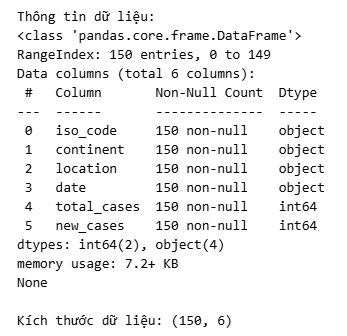 Thông tin dữ liệu:
<class 'pandas.core.frame.DataFrame'>
RangeIndex: 150 entries, 0 to 149
Data columns (total 6 columns):
 #   Column       Non-Null Count  Dtype
---  ------       --------------  -----
 0   iso_code     150 non-null    object
 1   continent    150 non-null    object
 2   location     150 non-null    object
 3   date         150 non-null    object
 4   total_cases  150 non-null    int64
 5   new_cases    150 non-null    int64
dtypes: int64(2), object(4)
memory usage: 7.2+ KB
None

Kích thước dữ liệu: (150, 6)